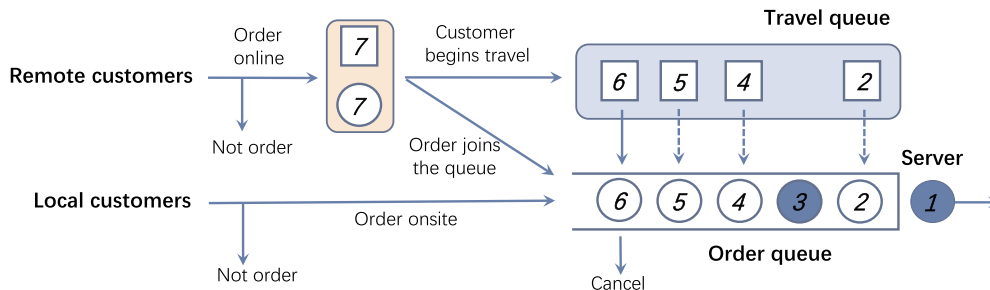 Travel queue
Order
online
Customer
begins travel
7
Remote customers
6 5 4 2
7
Not order
Order joins
the queue
Server
Local customers
6 5 4 3 2 1
Order onsite
Order queue
Not order
Cancel